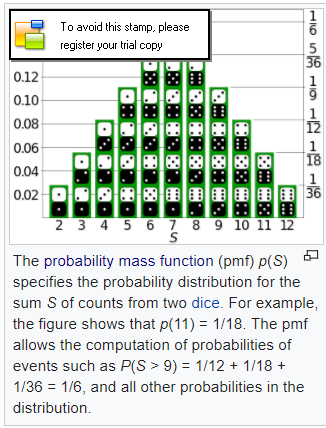 To avoid this stamp, please
register your trial copy
1/6
5/36
0.12
0.10
1/9
0.08
1/12
0.06
0.04
1/18
0.02
1/36
2 3 4 5 6 7 8 9 10 11 12
S
The probability mass function (pmf) p(S)
specifies the probability distribution for the
sum S of counts from two dice. For example,
the figure shows that p(11) = 1/18. The pmf
allows the computation of probabilities of
events such as P(S > 9) = 1/12 + 1/18 +
1/36 = 1/6, and all other probabilities in the
distribution.